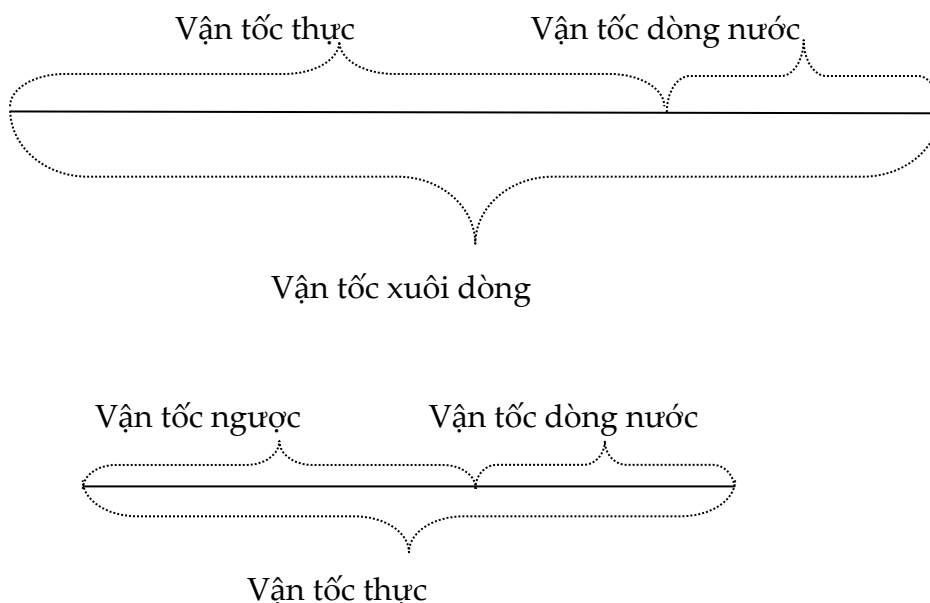 Vận tốc thực Vận tốc dòng nước
Vận tốc xuôi dòng
Vận tốc ngược Vận tốc dòng nước
Vận tốc thực